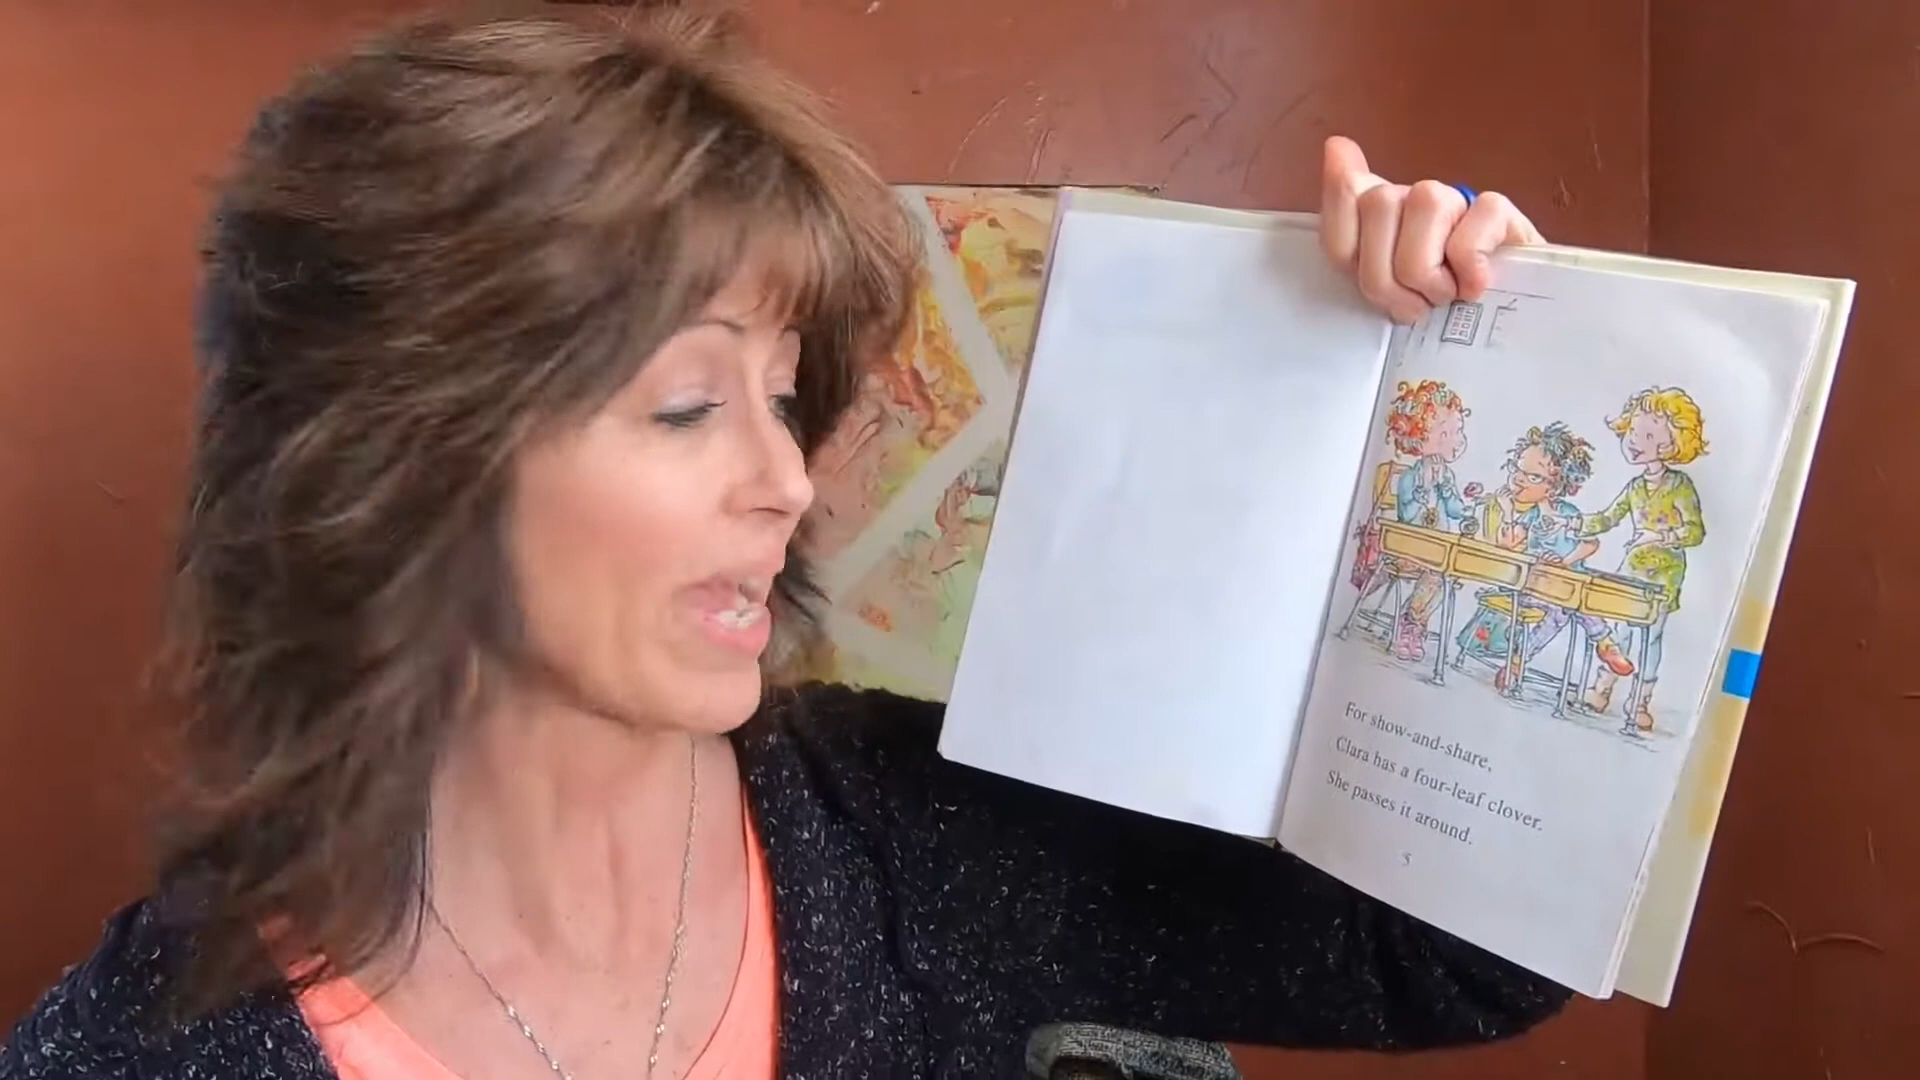 For show-and-share,
Clara has a four-leaf clover.
She passes it around.
5